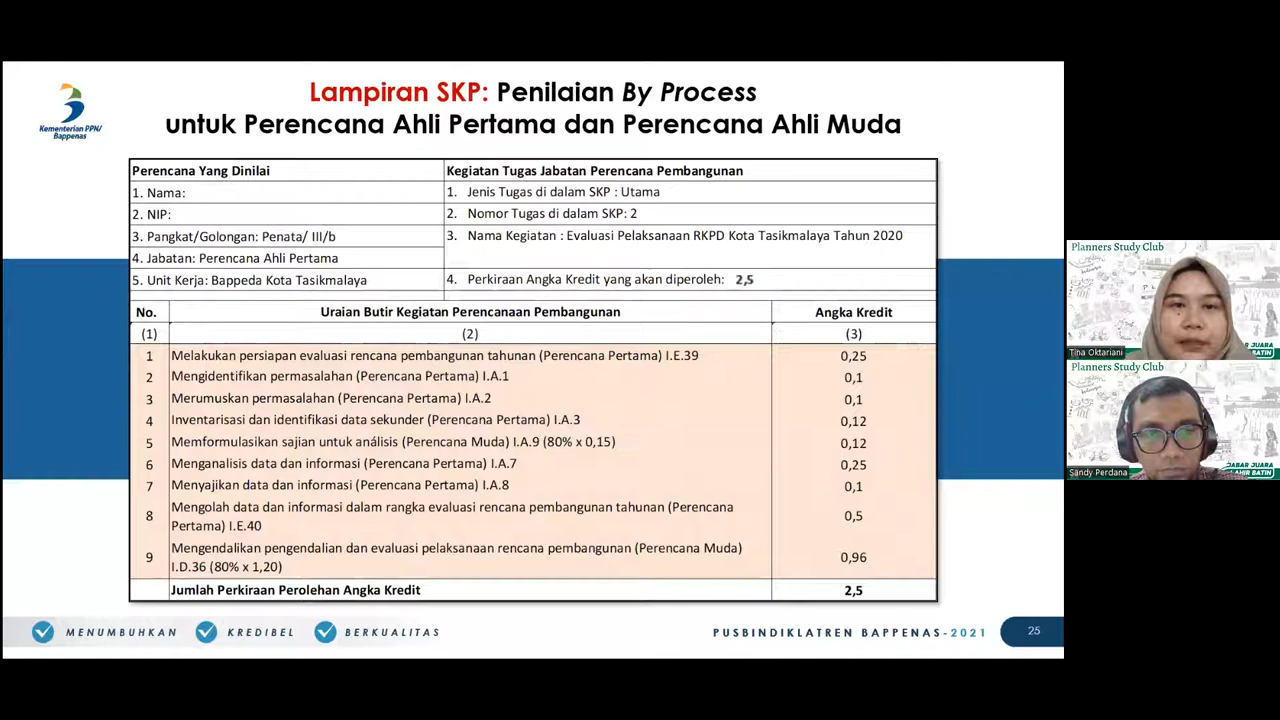 Lampiran SKP: Penilaian By Process
untuk Perencana Ahli Pertama dan Perencana Ahli Muda
Kementerian PPN/
Bappenas
Perencana Yang Dinilai
Kegiatan Tugas Jabatan Perencana Pembangunan
1. Nama:
1. Jenis Tugas di dalam SKP : Utama
2. NIP:
2. Nomor Tugas di dalam SKP: 2
3. Pangkat/Golongan: Penata/ III/b
3. Nama Kegiatan : Evaluasi Pelaksanaan RKPD Kota Tasikmalaya Tahun 2020
4. Jabatan: Perencana Ahli Pertama
5. Unit Kerja: Bappeda Kota Tasikmalaya
4. Perkiraan Angka Kredit yang akan diperoleh: 2,5
No.
Uraian Butir Kegiatan Perencanaan Pembangunan
Angka Kredit
(1)
(2)
(3)
1 Melakukan persiapan evaluasi rencana pembangunan tahunan (Perencana Pertama) I.E.39 0,25
2 Mengidentifikan permasalahan (Perencana Pertama) I.A.1 0,1
3 Merumuskan permasalahan (Perencana Pertama) I.A.2 0,1
4 Inventarisasi dan identifikasi data sekunder (Perencana Pertama) I.A.3 0,12
5 Memformulasikan sajian untuk análisis (Perencana Muda) I.A.9 (80% x 0,15) 0,12
6 Menganalisis data dan informasi (Perencana Pertama) I.A.7 0,25
7 Menyajikan data dan informasi (Perencana Pertama) I.A.8 0,1
8 Mengolah data dan informasi dalam rangka evaluasi rencana pembangunan tahunan (Perencana
Pertama) I.E.40 0,5
9 Mengendalikan pengendalian dan evaluasi pelaksanaan rencana pembangunan (Perencana Muda)
I.D.36 (80% x 1,20) 0,96
Jumlah Perkiraan Perolehan Angka Kredit 2,5
MENUMBUHKAN KREDIBEL BERKUALITAS
PUSBINDIKLATREN BAPPENAS-2021
25
Planners Study Club
Tina Oktariani
Planners Study Club
JABAR JUARA
LAHIR BATIN
Sandy Perdana